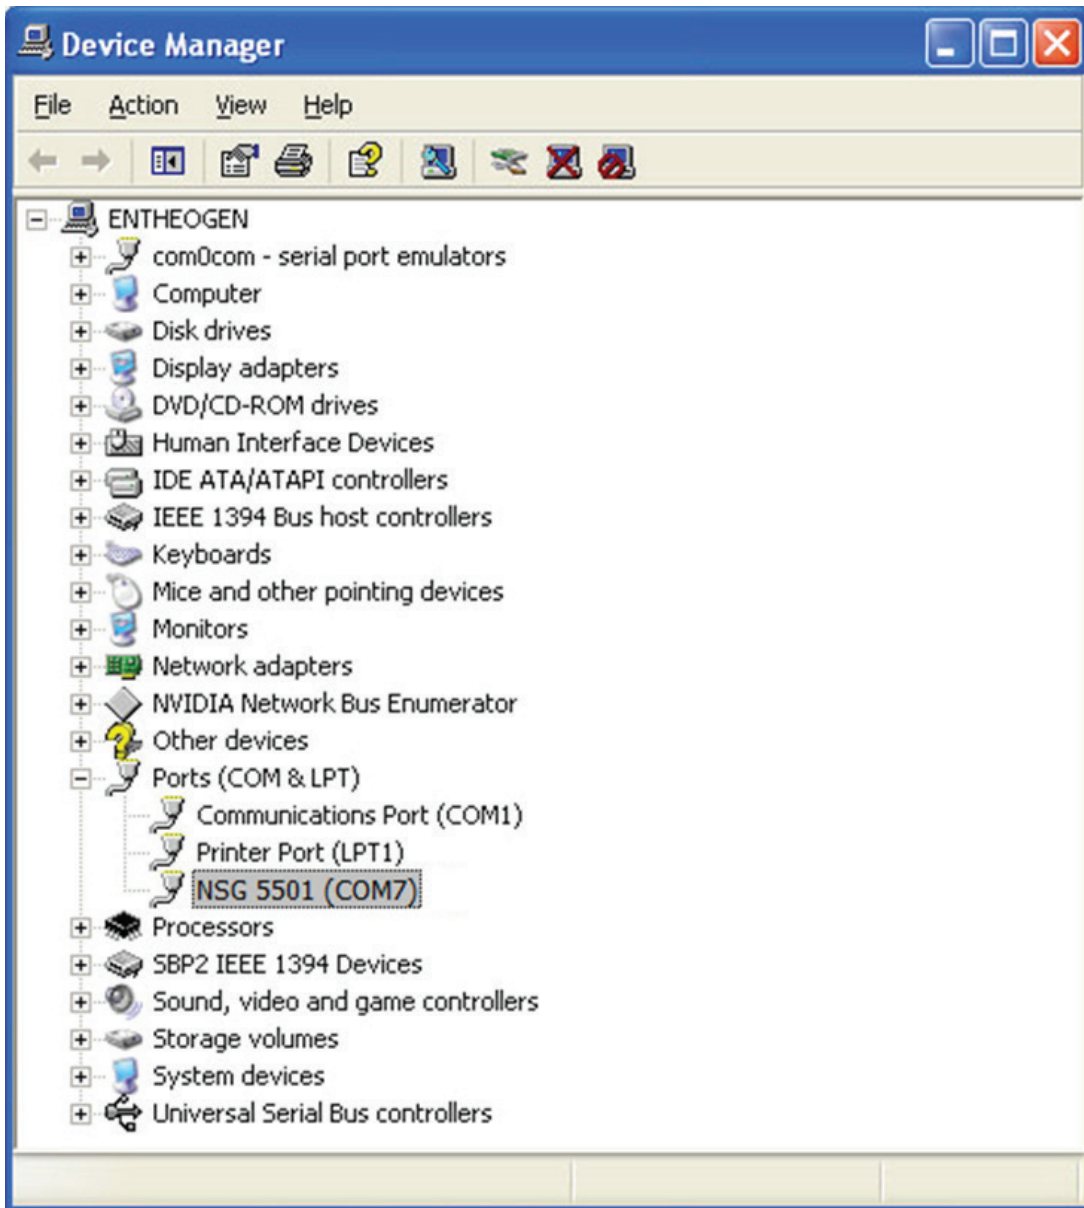 Device Manager
File Action View Help
ENTHEOGEN
com0com - serial port emulators
Computer
Disk drives
Display adapters
DVD/CD-ROM drives
Human Interface Devices
IDE ATA/ATAPI controllers
IEEE 1394 Bus host controllers
Keyboards
Mice and other pointing devices
Monitors
Network adapters
NVIDIA Network Bus Enumerator
Other devices
Ports (COM & LPT)
Communications Port (COM1)
Printer Port (LPT1)
NSG 5501 (COM7)
Processors
SBP2 IEEE 1394 Devices
Sound, video and game controllers
Storage volumes
System devices
Universal Serial Bus controllers